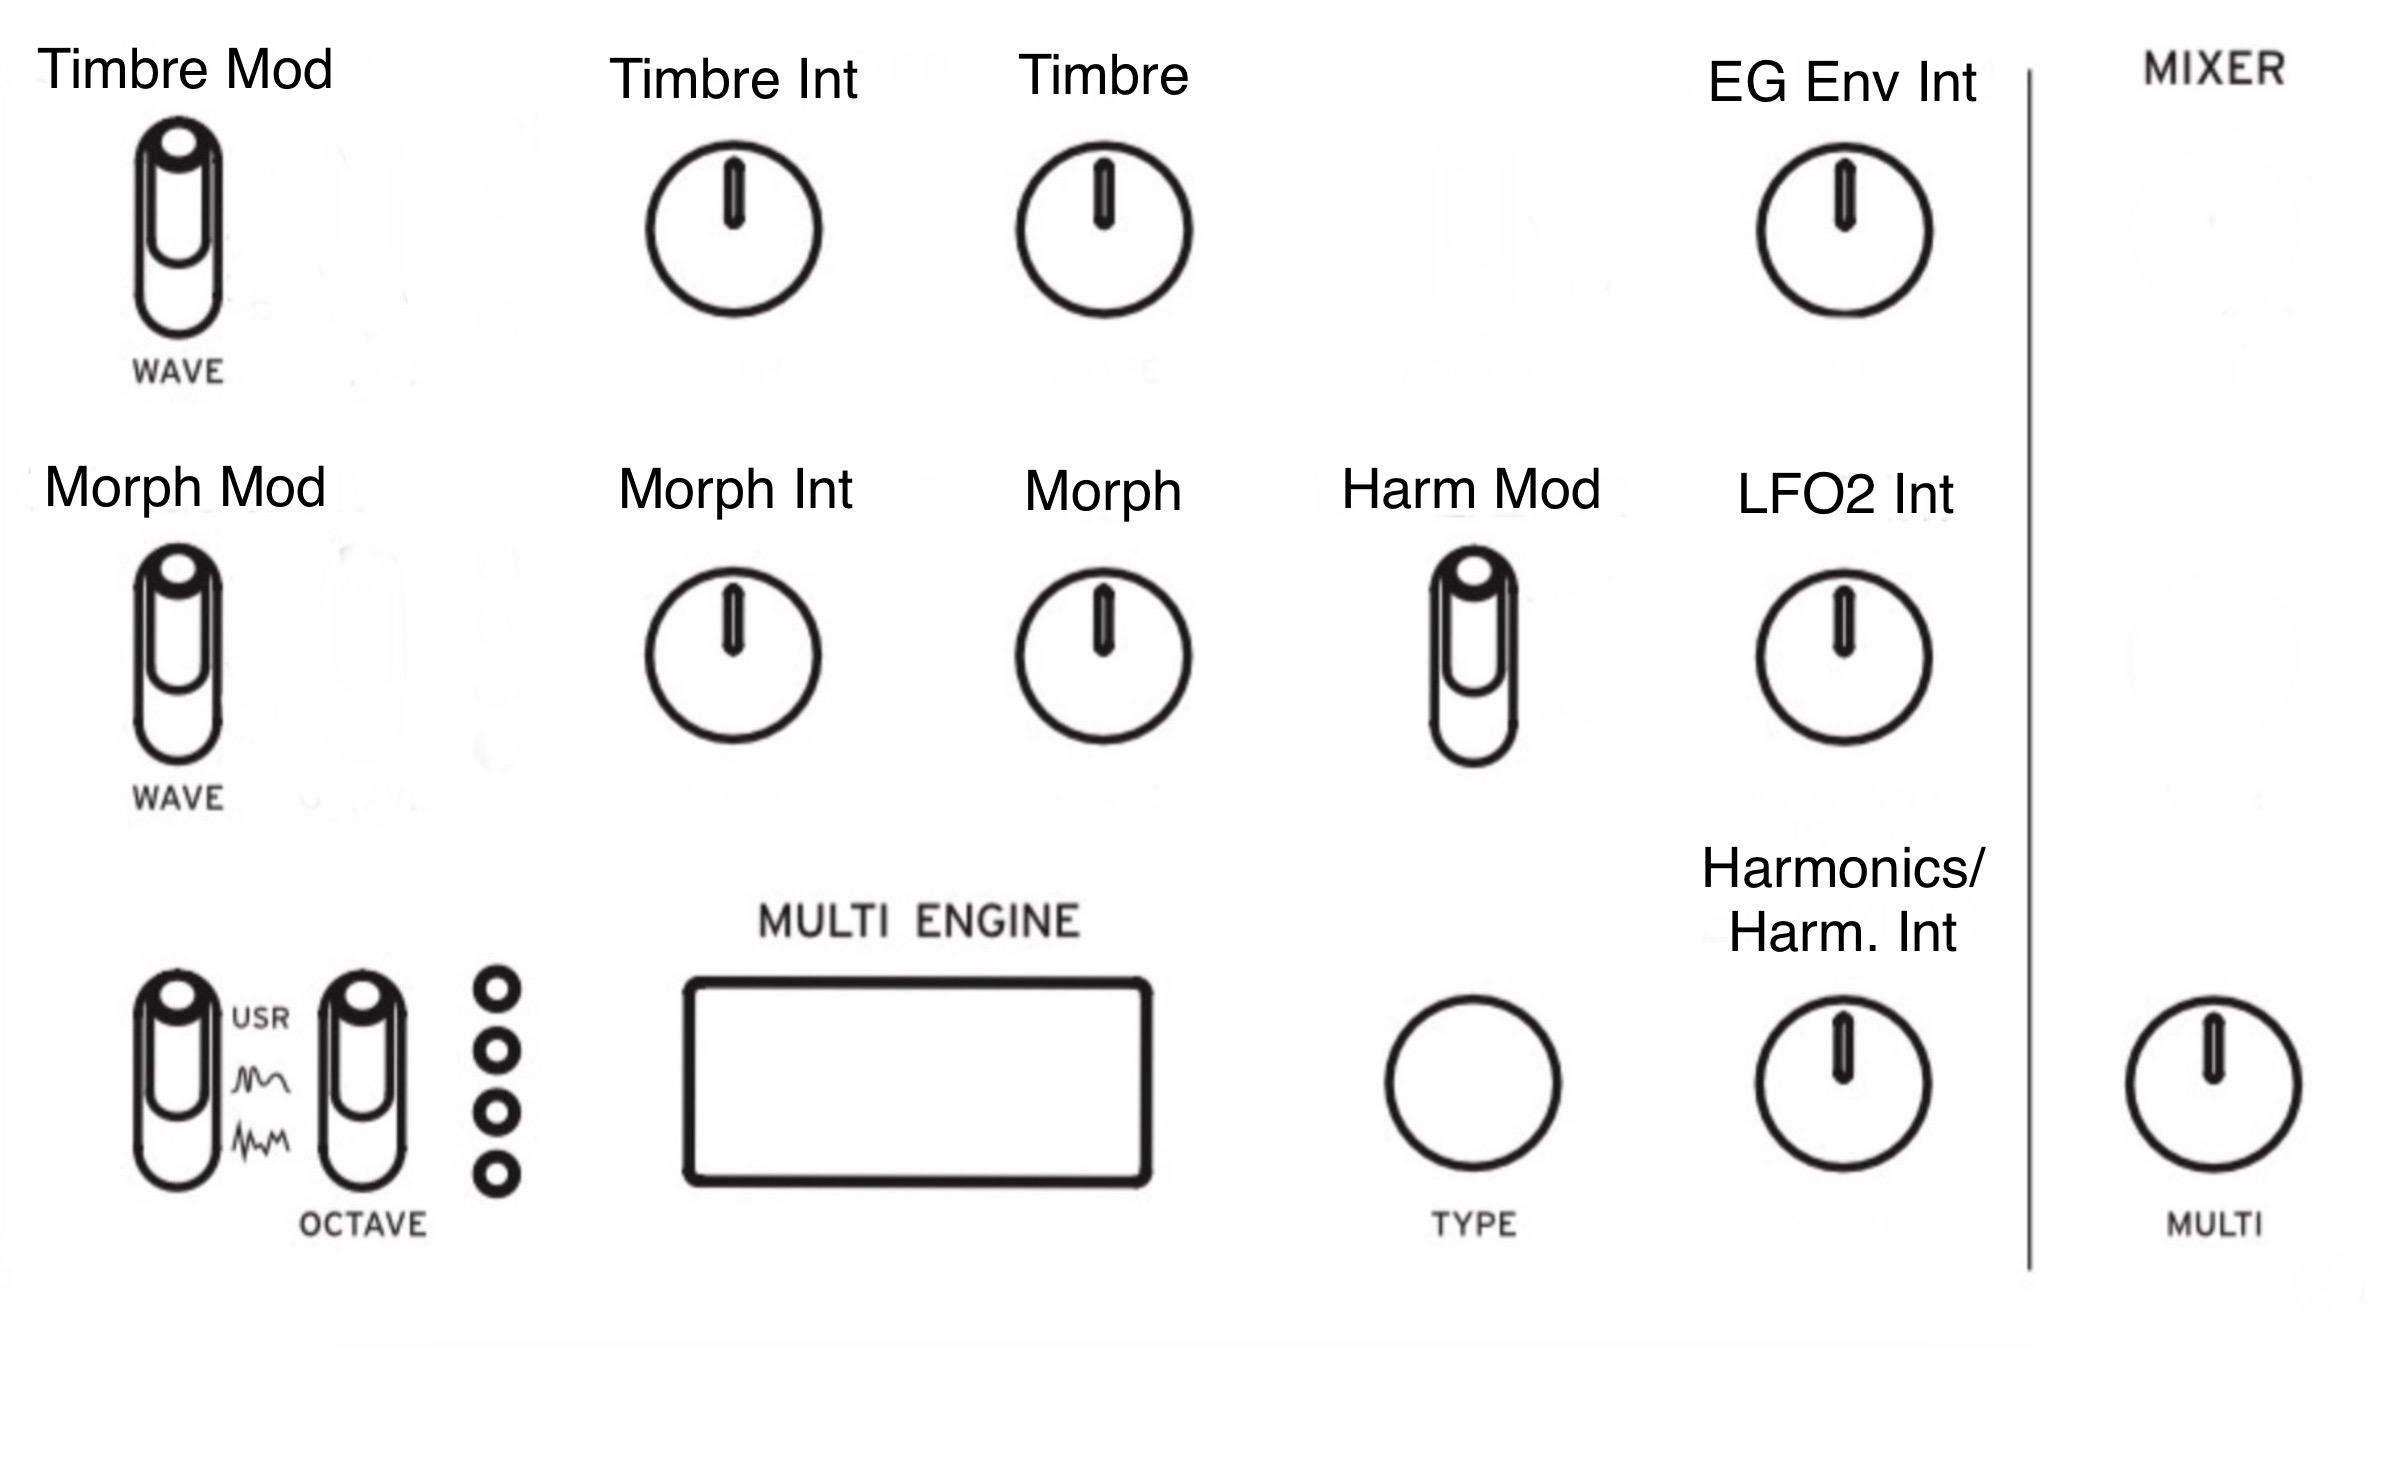 Timbre Mod
Timbre Int
Timbre
EG Env Int
MIXER
WAVE
Morph Mod
Morph Int
Morph
Harm Mod
LFO2 Int
WAVE
Harmonics/
Harm. Int
MULTI ENGINE
USR
OCTAVE
TYPE
MULTI